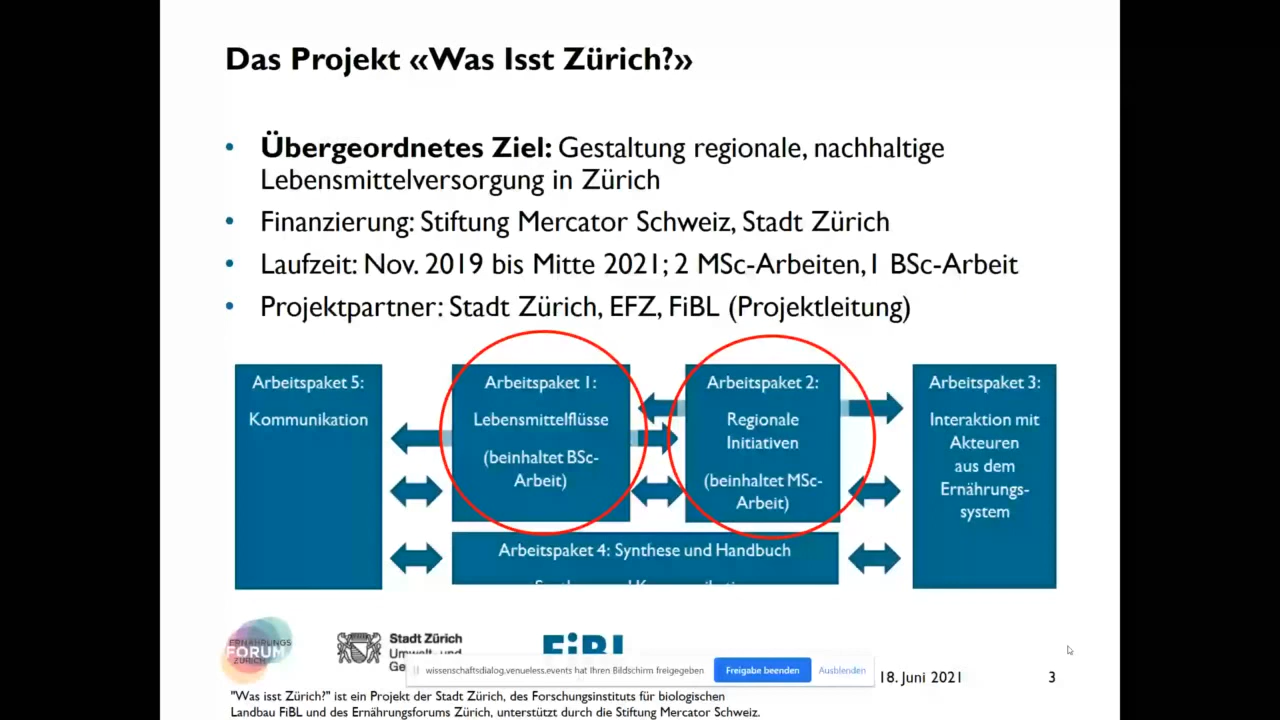 Das Projekt «Was Isst Zürich?»
• Übergeordnetes Ziel: Gestaltung regionale, nachhaltige
Lebensmittelversorgung in Zürich
• Finanzierung: Stiftung Mercator Schweiz, Stadt Zürich
• Laufzeit: Nov. 2019 bis Mitte 2021; 2 MSc-Arbeiten, 1 BSc-Arbeit
• Projektpartner: Stadt Zürich, EFZ, FiBL (Projektleitung)
Arbeitspaket 5:
Kommunikation
Arbeitspaket 1:
Lebensmittelflüsse
(beinhaltet BSc-
Arbeit)
Arbeitspaket 2:
Regionale
Initiativen
(beinhaltet MSc-
Arbeit)
Arbeitspaket 3:
Interaktion mit
Akteuren
aus dem
Ernährungs-
system
Arbeitspaket 4: Synthese und Handbuch
ERNÄHRUNGS
FORUM
ZÜRICH
Stadt Zürich
FiBL
wissenschaftsdialog.venueless.events hat Ihren Bildschirm freigegeben
Freigabe beenden
Ausblenden
18. Juni 2021
3
"Was isst Zürich?" ist ein Projekt der Stadt Zürich, des Forschungsinstituts für biologischen
Landbau FiBL und des Ernährungsforums Zürich, unterstützt durch die Stiftung Mercator Schweiz.